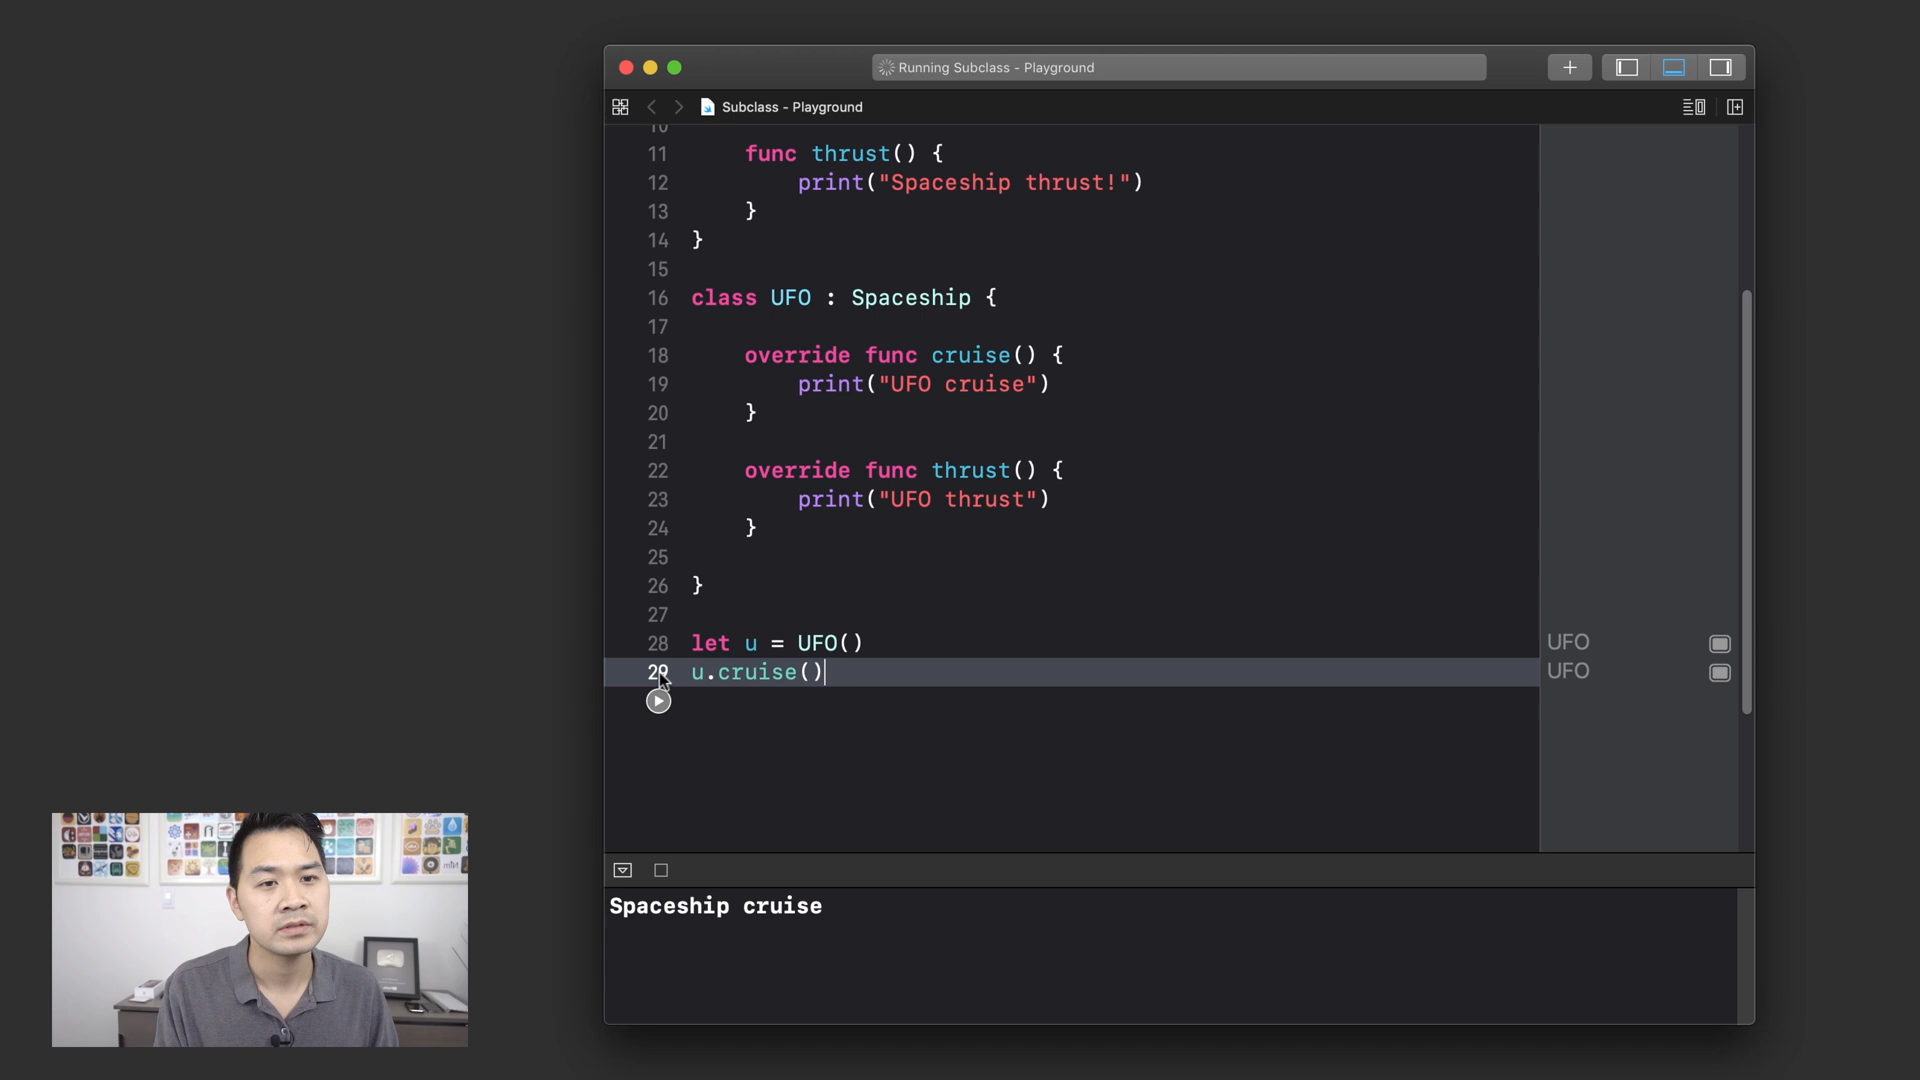 Running Subclass - Playground
Subclass - Playground
10
11 func thrust() {
12 print("Spaceship thrust!")
13 }
14 }
15
16 class UFO : Spaceship {
17
18 override func cruise() {
19 print("UFO cruise")
20 }
21
22 override func thrust() {
23 print("UFO thrust")
24 }
25
26 }
27
28 let u = UFO() UFO
29 u.cruise() UFO
Spaceship cruise